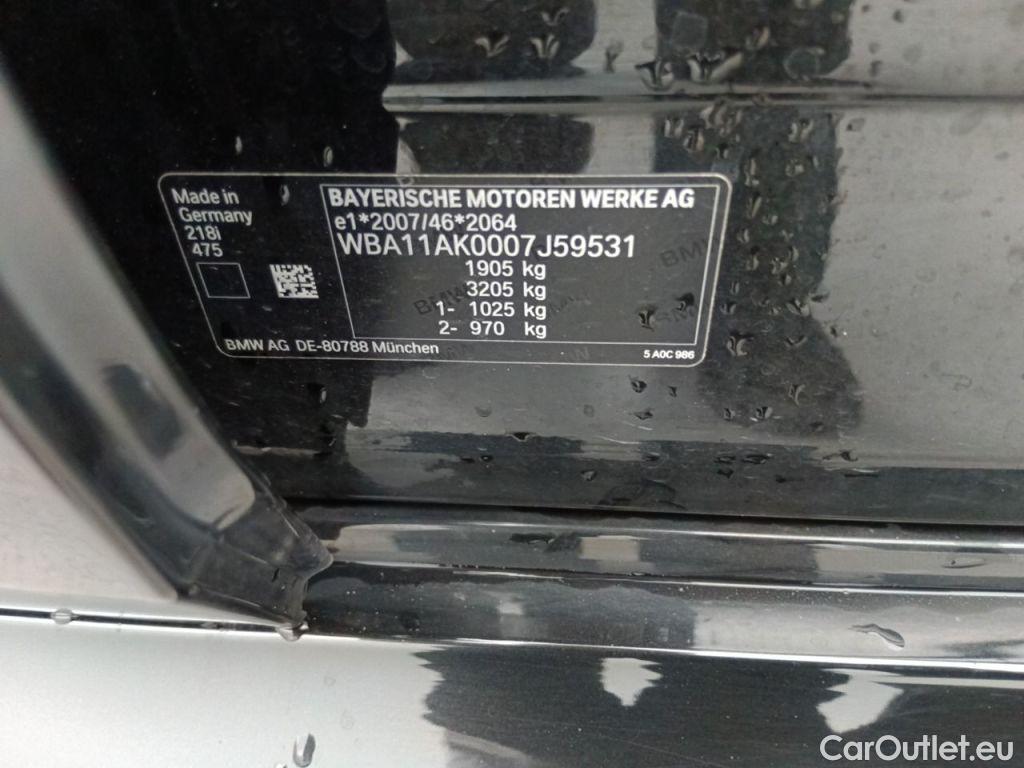 Made in
Germany
218i
475
BAYERISCHE MOTOREN WERKE AG
e1*2007/46*2064
WBA11AK0007J59531
1905 kg
3205 kg
1- 1025 kg
2- 970 kg
BMW AG DE-80788 München
5 A0C 986
CarOutlet.eu